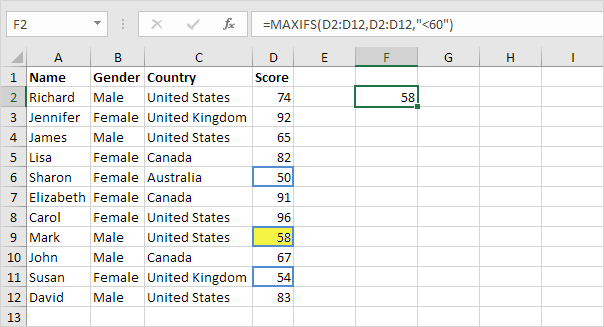 F2 fx =MAXIFS(D2:D12,D2:D12,"<60")
A B C D E F G H I
1 Name Gender Country Score
2 Richard Male United States 74 58
3 Jennifer Female United Kingdom 92
4 James Male United States 65
5 Lisa Female Canada 82
6 Sharon Female Australia 50
7 Elizabeth Female Canada 91
8 Carol Female United States 96
9 Mark Male United States 58
10 John Male Canada 67
11 Susan Female United Kingdom 54
12 David Male United States 83
13